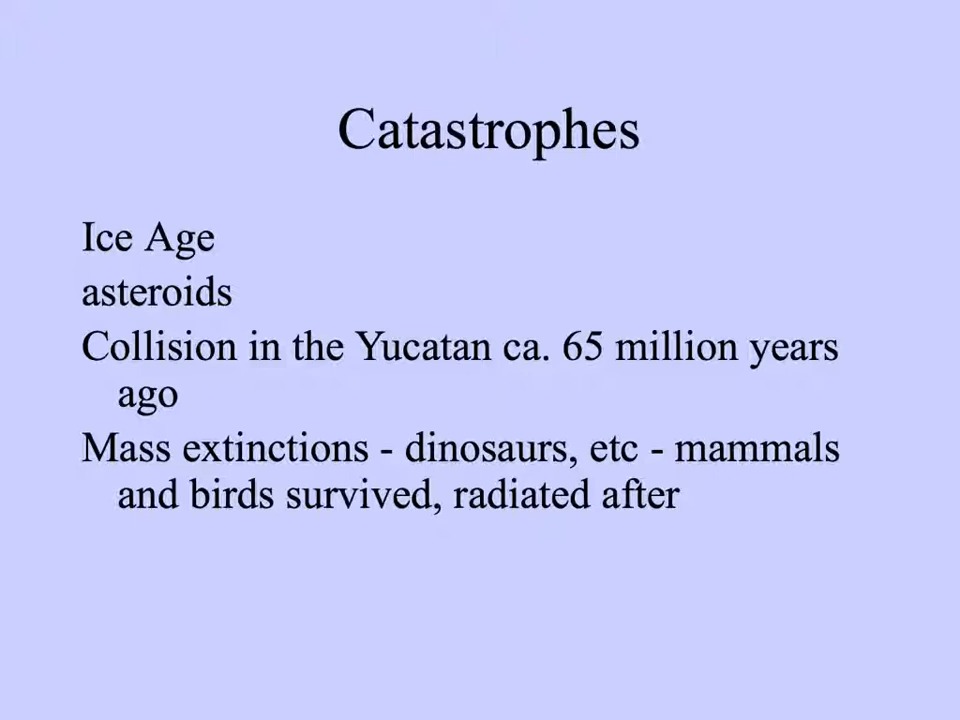 Catastrophes
Ice Age
asteroids
Collision in the Yucatan ca. 65 million years
ago
Mass extinctions - dinosaurs, etc - mammals
and birds survived, radiated after